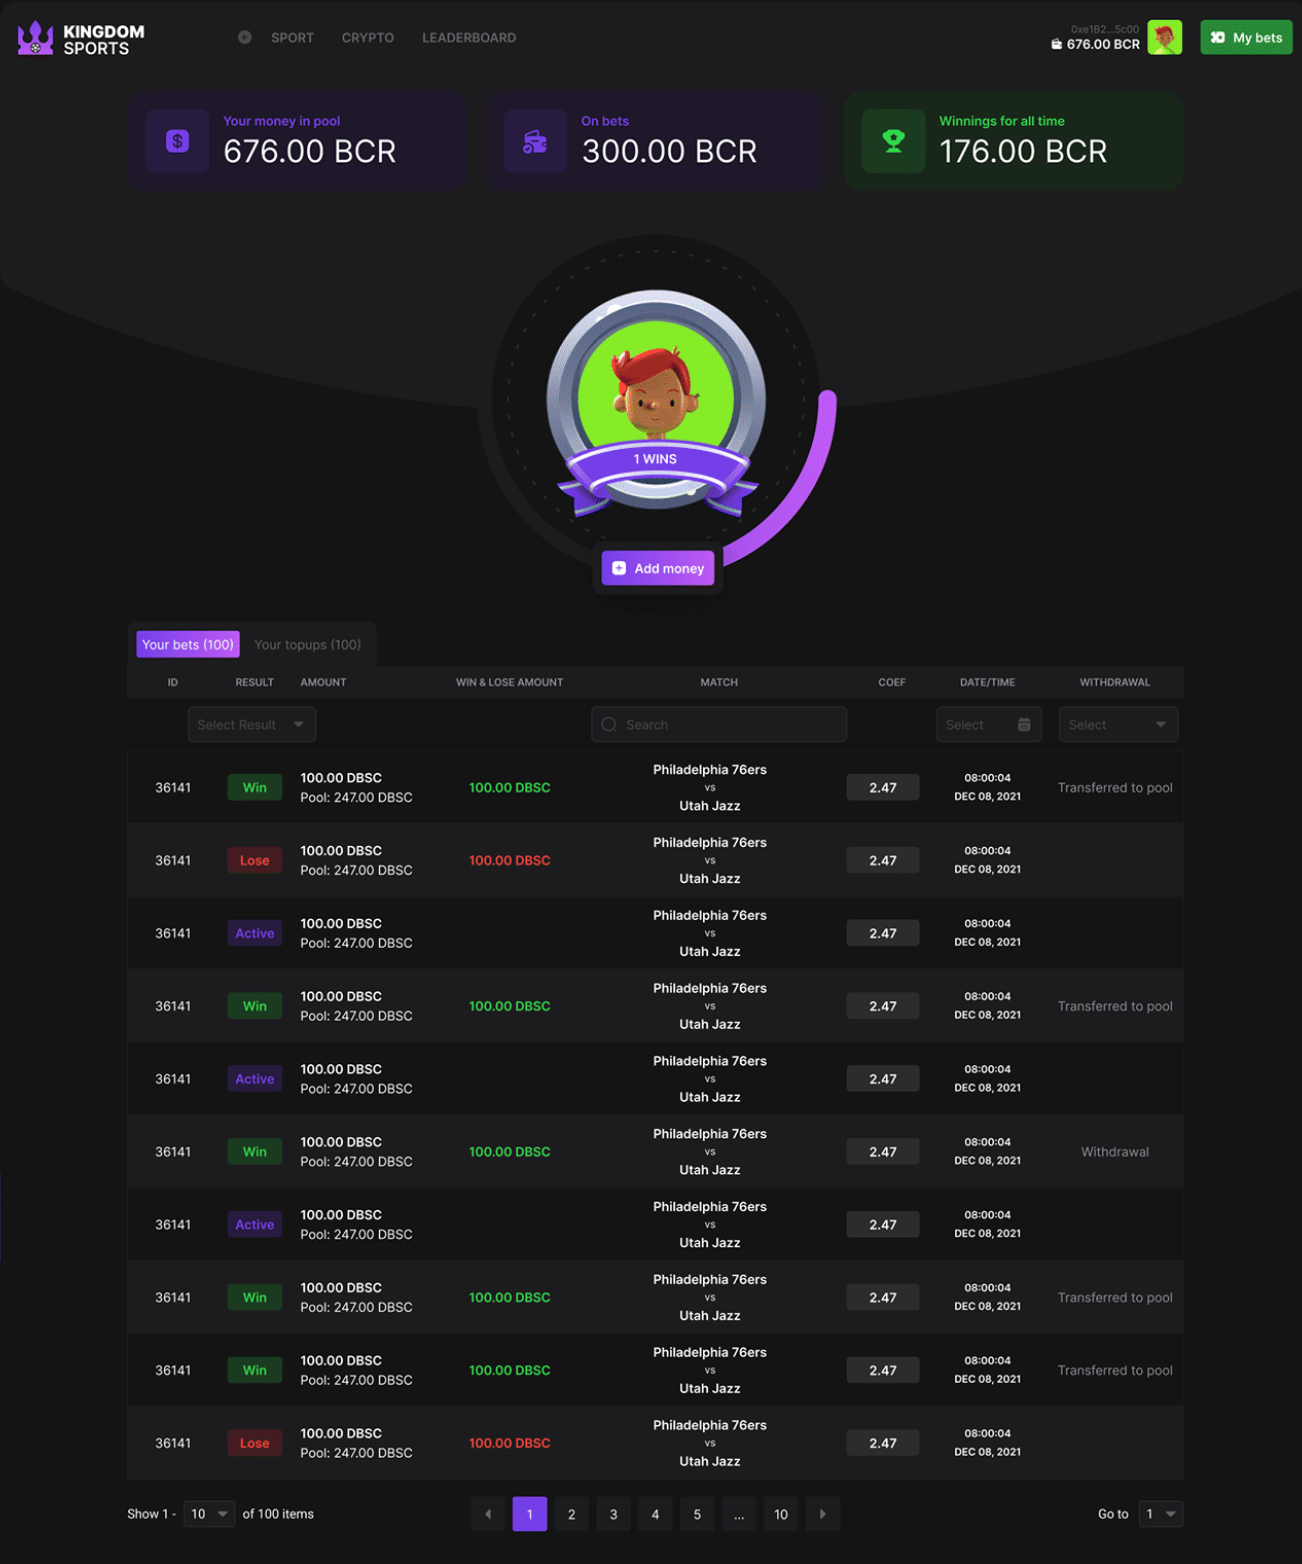 KINGDOM
SPORTS
SPORT
CRYPTO
LEADERBOARD
0xe1B2...5c00
676.00 BCR
My bets
Your money in pool
676.00 BCR
On bets
300.00 BCR
Winnings for all time
176.00 BCR
1 WINS
Add money
Your bets (100)
Your topups (100)
ID RESULT AMOUNT WIN & LOSE AMOUNT MATCH COEF DATE/TIME WITHDRAWAL
Select Result
Search
Select
Select
36141 Win
100.00 DBSC
Pool: 247.00 DBSC
100.00 DBSC
Philadelphia 76ers
vs
Utah Jazz
2.47
08:00:04
DEC 08, 2021
Transferred to pool
36141 Lose
100.00 DBSC
Pool: 247.00 DBSC
100.00 DBSC
Philadelphia 76ers
vs
Utah Jazz
2.47
08:00:04
DEC 08, 2021
36141 Active
100.00 DBSC
Pool: 247.00 DBSC
Philadelphia 76ers
vs
Utah Jazz
2.47
08:00:04
DEC 08, 2021
36141 Win
100.00 DBSC
Pool: 247.00 DBSC
100.00 DBSC
Philadelphia 76ers
vs
Utah Jazz
2.47
08:00:04
DEC 08, 2021
Transferred to pool
36141 Active
100.00 DBSC
Pool: 247.00 DBSC
Philadelphia 76ers
vs
Utah Jazz
2.47
08:00:04
DEC 08, 2021
36141 Win
100.00 DBSC
Pool: 247.00 DBSC
100.00 DBSC
Philadelphia 76ers
vs
Utah Jazz
2.47
08:00:04
DEC 08, 2021
Withdrawal
36141 Active
100.00 DBSC
Pool: 247.00 DBSC
Philadelphia 76ers
vs
Utah Jazz
2.47
08:00:04
DEC 08, 2021
36141 Win
100.00 DBSC
Pool: 247.00 DBSC
100.00 DBSC
Philadelphia 76ers
vs
Utah Jazz
2.47
08:00:04
DEC 08, 2021
Transferred to pool
36141 Win
100.00 DBSC
Pool: 247.00 DBSC
100.00 DBSC
Philadelphia 76ers
vs
Utah Jazz
2.47
08:00:04
DEC 08, 2021
Transferred to pool
36141 Lose
100.00 DBSC
Pool: 247.00 DBSC
100.00 DBSC
Philadelphia 76ers
vs
Utah Jazz
2.47
08:00:04
DEC 08, 2021
Show 1 - 10 of 100 items
1 2 3 4 5 ... 10
Go to 1